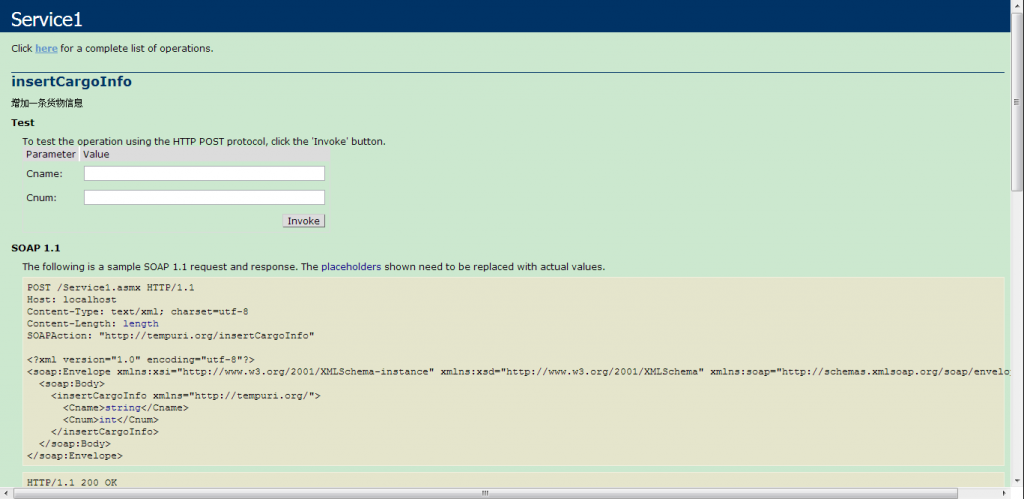 Service1
Click here for a complete list of operations.
insertCargoInfo
增加一条货物信息
Test
To test the operation using the HTTP POST protocol, click the 'Invoke' button.
Parameter Value
Cname:
Cnum:
Invoke
SOAP 1.1
The following is a sample SOAP 1.1 request and response. The placeholders shown need to be replaced with actual values.
POST /Service1.asmx HTTP/1.1
Host: localhost
Content-Type: text/xml; charset=utf-8
Content-Length: length
SOAPAction: "http://tempuri.org/insertCargoInfo"
<?xml version="1.0" encoding="utf-8"?>
<soap:Envelope xmlns:xsi="http://www.w3.org/2001/XMLSchema-instance" xmlns:xsd="http://www.w3.org/2001/XMLSchema" xmlns:soap="http://schemas.xmlsoap.org/soap/envelo
<soap:Body>
<insertCargoInfo xmlns="http://tempuri.org/">
<Cname>string</Cname>
<Cnum>int</Cnum>
</insertCargoInfo>
</soap:Body>
</soap:Envelope>
HTTP/1.1 200 OK